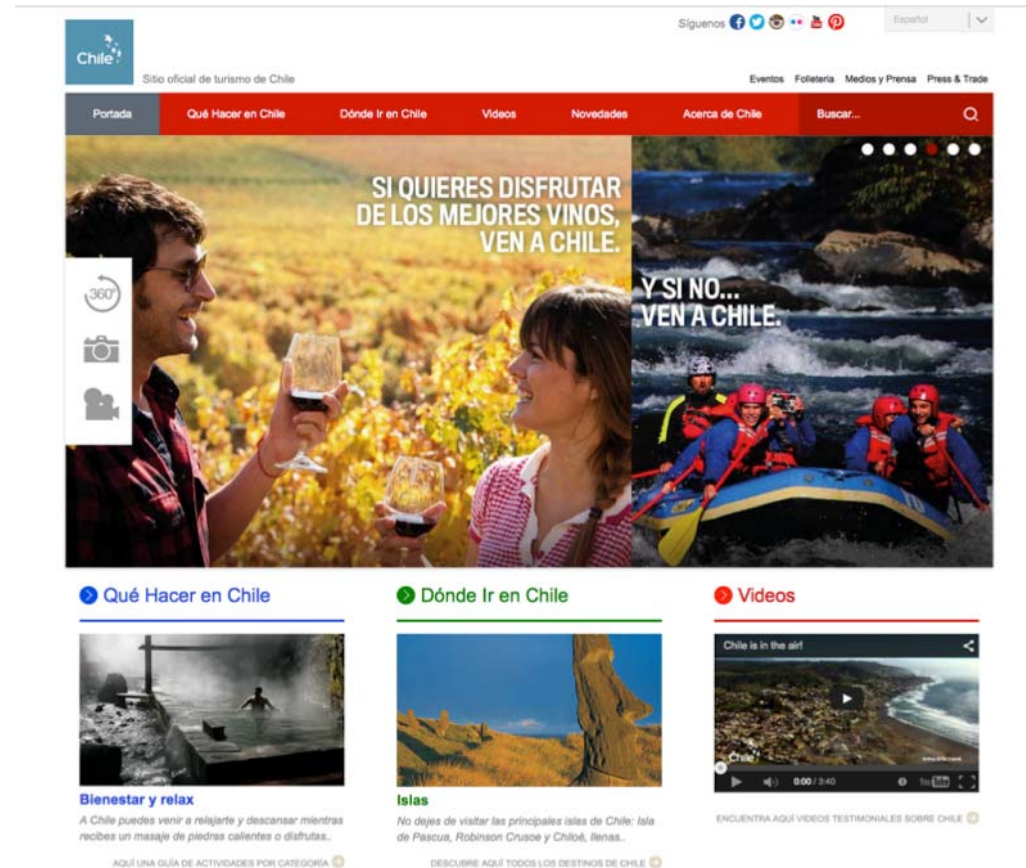 Síguenos
Español
Chile
Sitio oficial de turismo de Chile
Eventos Folletería Medios y Prensa Press & Trade
Portada Qué Hacer en Chile Dónde Ir en Chile Videos Novedades Acerca de Chile Buscar...
SI QUIERES DISFRUTAR
DE LOS MEJORES VINOS,
VEN A CHILE.
Y SI NO...
VEN A CHILE.
360°
Qué Hacer en Chile
Bienestar y relax
A Chile puedes venir a relajarte y descansar mientras
recibes un masaje de piedras calientes o disfrutas..
AQUÍ UNA GUÍA DE ACTIVIDADES POR CATEGORÍA
Dónde Ir en Chile
Islas
No dejes de visitar las principales islas de Chile: Isla
de Pascua, Robinson Crusoe y Chiloé, llenas..
DESCUBRE AQUÍ TODOS LOS DESTINOS DE CHILE
Videos
Chile is in the air!
Chile
0:00 / 3:40
ENCUENTRA AQUÍ VIDEOS TESTIMONIALES SOBRE CHILE